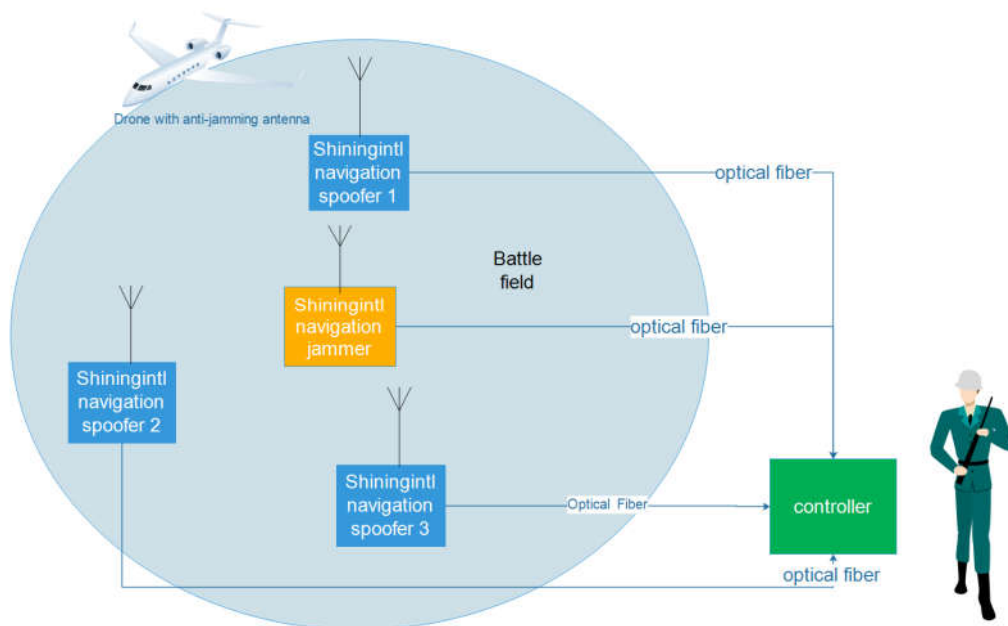 Drone with anti-jamming antenna
Shiningintl
navigation
spoofer 1
optical fiber
Battle
field
Shiningintl
navigation
jammer
optical fiber
Shiningintl
navigation
spoofer 2
Shiningintl
navigation
spoofer 3
Optical Fiber
controller
optical fiber